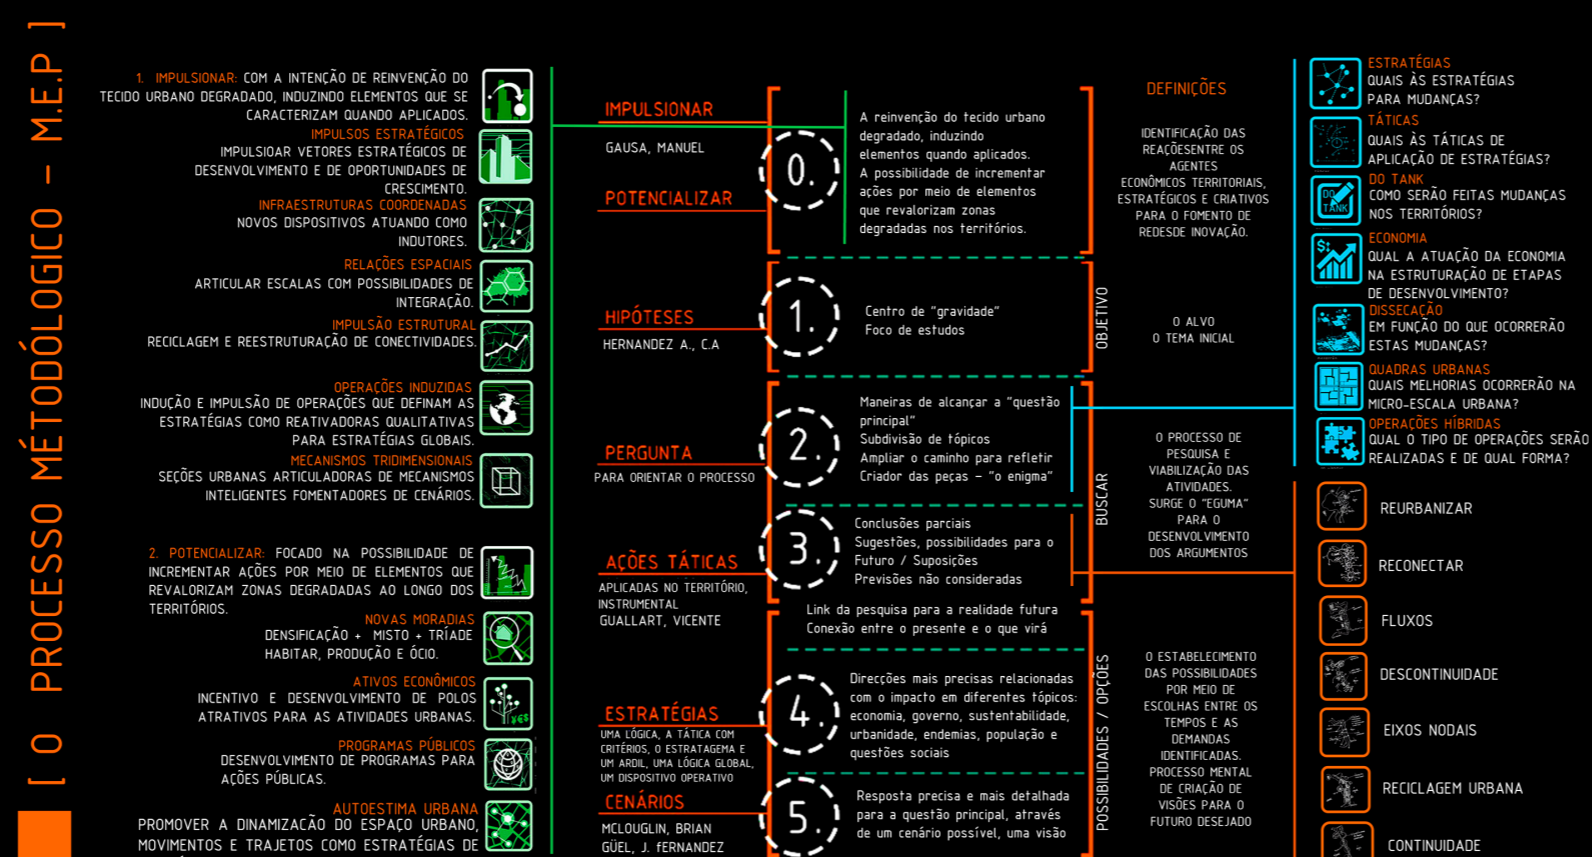 [ O PROCESSO MÉTODÓLOGICO – M.E.P ]
1. IMPULSIONAR: COM A INTENÇÃO DE REINVENÇÃO DO
TECIDO URBANO DEGRADADO, INDUZINDO ELEMENTOS QUE SE
CARACTERIZAM QUANDO APLICADOS.
IMPULSOS ESTRATÉGICOS
IMPULSIOAR VETORES ESTRATÉGICOS DE
DESENVOLVIMENTO E DE OPORTUNIDADES DE
CRESCIMENTO.
INFRAESTRUTURAS COORDENADAS
NOVOS DISPOSITIVOS ATUANDO COMO
INDUTORES.
RELAÇÕES ESPACIAIS
ARTICULAR ESCALAS COM POSSIBILIDADES DE
INTEGRAÇÃO.
IMPULSÃO ESTRUTURAL
RECICLAGEM E REESTRUTURAÇÃO DE CONECTIVIDADES.
OPERAÇÕES INDUZIDAS
INDUÇÃO E IMPULSÃO DE OPERAÇÕES QUE DEFINAM AS
ESTRATÉGIAS COMO REATIVADORAS QUALITATIVAS
PARA ESTRATÉGIAS GLOBAIS.
MECANISMOS TRIDIMENSIONAIS
SEÇÕES URBANAS ARTICULADORAS DE MECANISMOS
INTELIGENTES FOMENTADORES DE CENÁRIOS.
2. POTENCIALIZAR: FOCADO NA POSSIBILIDADE DE
INCREMENTAR AÇÕES POR MEIO DE ELEMENTOS QUE
REVALORIZAM ZONAS DEGRADADAS AO LONGO DOS
TERRITÓRIOS.
NOVAS MORADIAS
DENSIFICAÇÃO + MISTO + TRÍADE
HABITAR, PRODUÇÃO E ÓCIO.
ATIVOS ECONÔMICOS
INCENTIVO E DESENVOLVIMENTO DE POLOS
ATRATIVOS PARA AS ATIVIDADES URBANAS.
¥€$
PROGRAMAS PÚBLICOS
DESENVOLVIMENTO DE PROGRAMAS PARA
AÇÕES PÚBLICAS.
AUTOESTIMA URBANA
PROMOVER A DINAMIZACÃO DO ESPAÇO URBANO,
MOVIMENTOS E TRAJETOS COMO ESTRATÉGIAS DE
IMPULSIONAR
GAUSA, MANUEL
POTENCIALIZAR
0.
A reinvenção do tecido urbano
degradado, induzindo
elementos quando aplicados.
A possibilidade de incrementar
ações por meio de elementos
que revalorizam zonas
degradadas nos territórios.
HIPÓTESES
HERNANDEZ A., C.A
1.
Centro de "gravidade"
Foco de estudos
PERGUNTA
PARA ORIENTAR O PROCESSO
2.
Maneiras de alcançar a "questão
principal"
Subdivisão de tópicos
Ampliar o caminho para refletir
Criador das peças – "o enigma"
AÇÕES TÁTICAS
APLICADAS NO TERRITÓRIO,
INSTRUMENTAL
GUALLART, VICENTE
3.
Conclusões parciais
Sugestões, possibilidades para o
Futuro / Suposições
Previsões não consideradas
Link da pesquisa para a realidade futura
Conexão entre o presente e o que virá
ESTRATÉGIAS
UMA LÓGICA, A TÁTICA COM
CRITÉRIOS, O ESTRATAGEMA E
UM ARDIL, UMA LÓGICA GLOBAL,
UM DISPOSITIVO OPERATIVO
4.
Direcções mais precisas relacionadas
com o impacto em diferentes tópicos:
economia, governo, sustentabilidade,
urbanidade, endemias, população e
questões sociais
CENÁRIOS
MCLOUGLIN, BRIAN
GÜEL, J. fERNANDEZ
5.
Resposta precisa e mais detalhada
para a questão principal, através
de um cenário possível, uma visão
OBJETIVO
BUSCAR
POSSIBILIDADES / OPÇÕES
DEFINIÇÕES
IDENTIFICAÇÃO DAS
REAÇÕESENTRE OS
AGENTES
ECONÔMICOS TERRITORIAIS,
ESTRATÉGICOS E CRIATIVOS
PARA O FOMENTO DE
REDESDE INOVAÇÃO.
O ALVO
O TEMA INICIAL
O PROCESSO DE
PESQUISA E
VIABILIZAÇÃO DAS
ATIVIDADES.
SURGE O "EGUMA"
PARA O
DESENVOLVIMENTO
DOS ARGUMENTOS
O ESTABELECIMENTO
DAS POSSIBILIDADES
POR MEIO DE
ESCOLHAS ENTRE OS
TEMPOS E AS
DEMANDAS
IDENTIFICADAS.
PROCESSO MENTAL
DE CRIAÇÃO DE
VISÕES PARA O
FUTURO DESEJADO
ESTRATÉGIAS
QUAIS ÀS ESTRATÉGIAS
PARA MUDANÇAS?
TÁTICAS
QUAIS ÀS TÁTICAS DE
APLICAÇÃO DE ESTRATÉGIAS?
DO TANK
DO TANK
COMO SERÃO FEITAS MUDANÇAS
NOS TERRITÓRIOS?
ECONOMIA
QUAL A ATUAÇÃO DA ECONOMIA
NA ESTRUTURAÇÃO DE ETAPAS
DE DESENVOLVIMENTO?
DISSECAÇÃO
EM FUNÇÃO DO QUE OCORRERÃO
ESTAS MUDANÇAS?
QUADRAS URBANAS
QUAIS MELHORIAS OCORRERÃO NA
MICRO-ESCALA URBANA?
OPERAÇÕES HÍBRIDAS
QUAL O TIPO DE OPERAÇÕES SERÃO
REALIZADAS E DE QUAL FORMA?
REURBANIZAR
RECONECTAR
FLUXOS
DESCONTINUIDADE
EIXOS NODAIS
RECICLAGEM URBANA
CONTINUIDADE